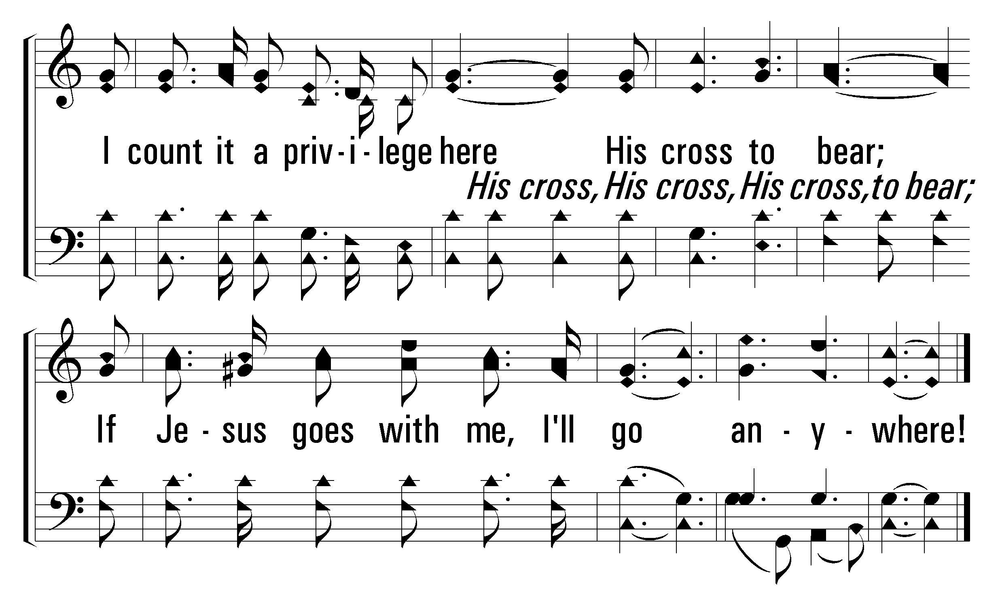 I count it a priv - i - lege here His cross to bear;
His cross, His cross, His cross, to bear;
If Je - sus goes with me, I'll go an - y - where!